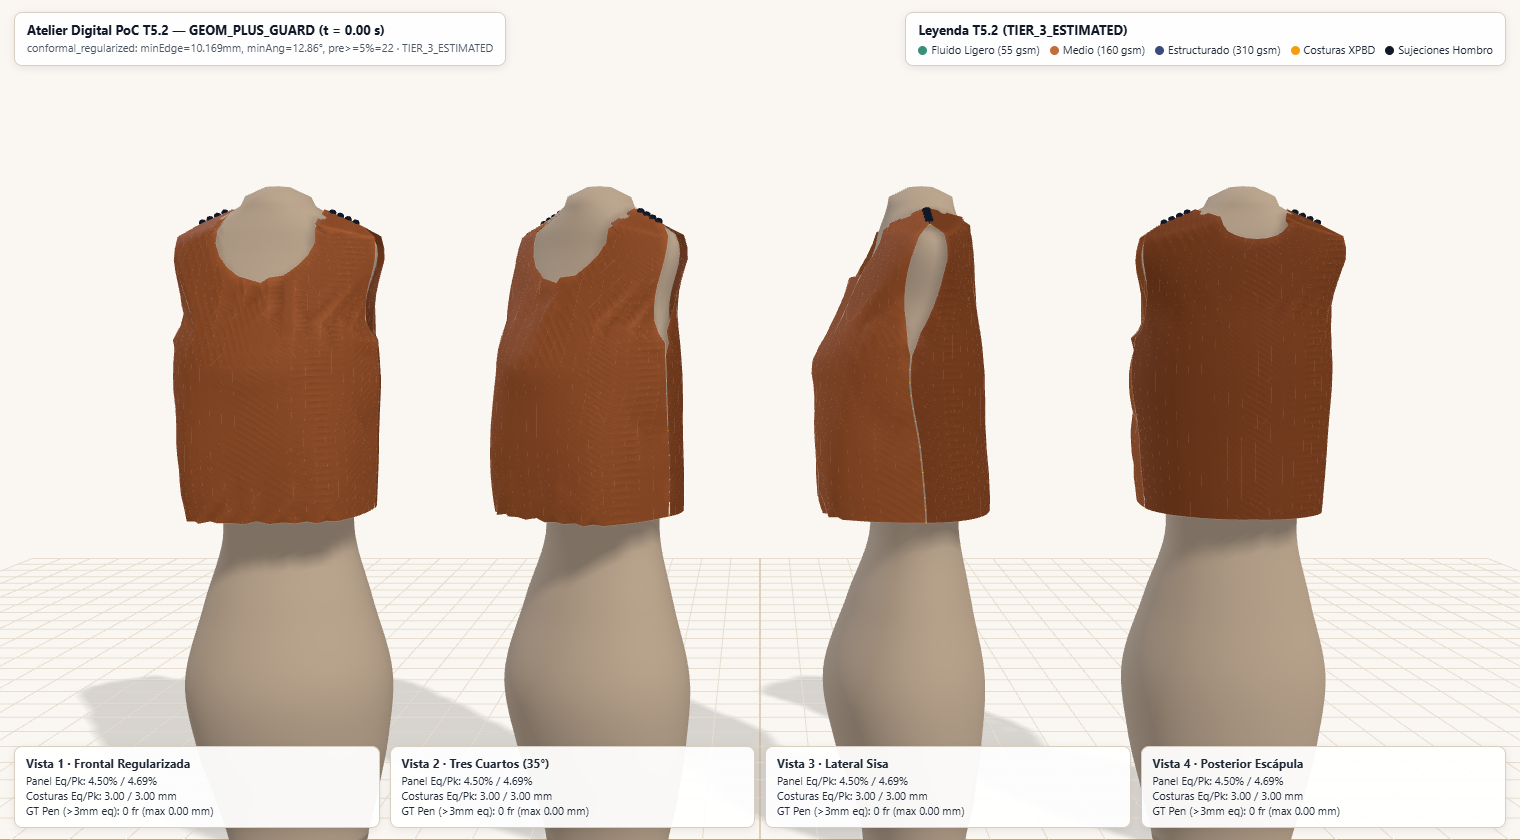 Atelier Digital PoC T5.2 — GEOM_PLUS_GUARD (t = 0.00 s)
conformal_regularized: minEdge=10.169mm, minAng=12.86°, pre>=5%=22 · TIER_3_ESTIMATED
Leyenda T5.2 (TIER_3_ESTIMATED)
Fluido Ligero (55 gsm) Medio (160 gsm) Estructurado (310 gsm) Costuras XPBD Sujeciones Hombro
Vista 1 · Frontal Regularizada
Panel Eq/Pk: 4.50% / 4.69%
Costuras Eq/Pk: 3.00 / 3.00 mm
GT Pen (>3mm eq): 0 fr (max 0.00 mm)
Vista 2 · Tres Cuartos (35°)
Panel Eq/Pk: 4.50% / 4.69%
Costuras Eq/Pk: 3.00 / 3.00 mm
GT Pen (>3mm eq): 0 fr (max 0.00 mm)
Vista 3 · Lateral Sisa
Panel Eq/Pk: 4.50% / 4.69%
Costuras Eq/Pk: 3.00 / 3.00 mm
GT Pen (>3mm eq): 0 fr (max 0.00 mm)
Vista 4 · Posterior Escápula
Panel Eq/Pk: 4.50% / 4.69%
Costuras Eq/Pk: 3.00 / 3.00 mm
GT Pen (>3mm eq): 0 fr (max 0.00 mm)